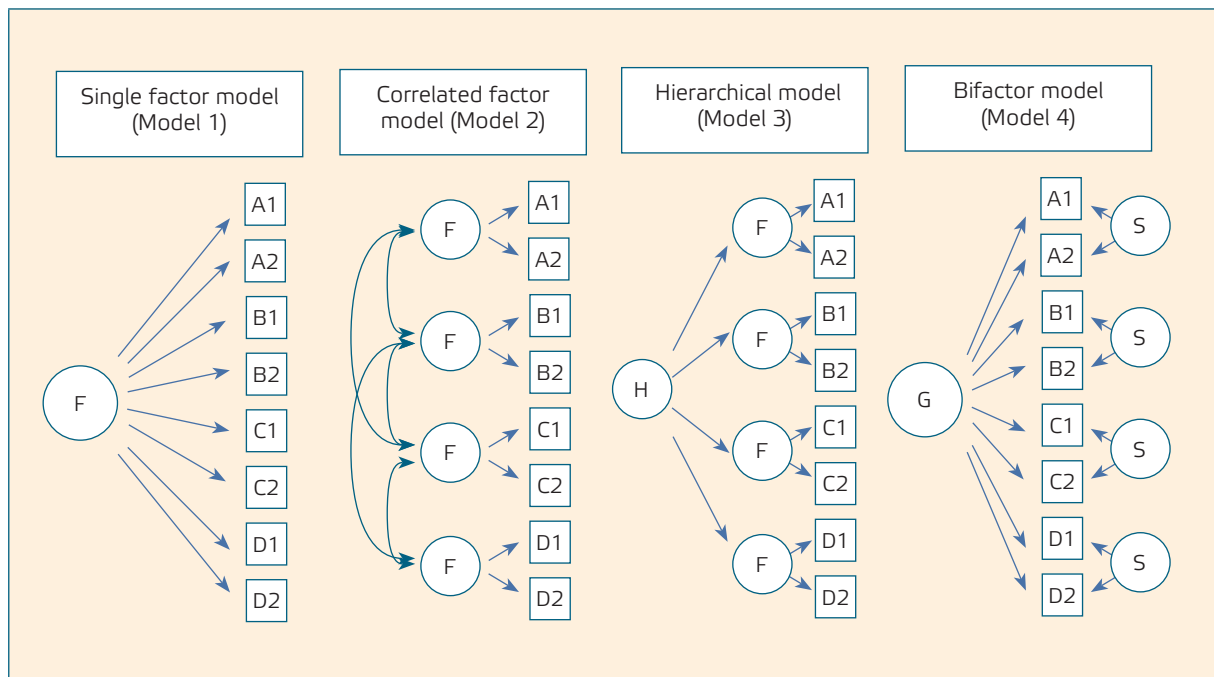 Single factor model
(Model 1)
Correlated factor
model (Model 2)
Hierarchical model
(Model 3)
Bifactor model
(Model 4)
A1
A2
B1
B2
C1
C2
D1
D2
F
A1
A2
B1
B2
C1
C2
D1
D2
F
F
F
F
A1
A2
B1
B2
C1
C2
D1
D2
F
F
F
F
H
A1
A2
B1
B2
C1
C2
D1
D2
G
S
S
S
S